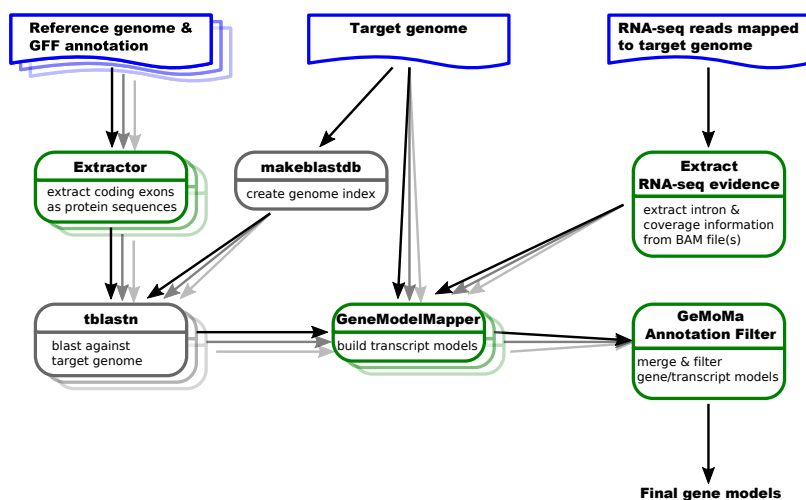 Reference genome &
GFF annotation
Target genome
RNA-seq reads mapped
to target genome
Extractor
extract coding exons
as protein sequences
makeblastdb
create genome index
Extract
RNA-seq evidence
extract intron &
coverage information
from BAM file(s)
tblastn
blast against
target genome
GeneModelMapper
build transcript models
GeMoMa
Annotation Filter
merge & filter
gene/transcript models
Final gene models